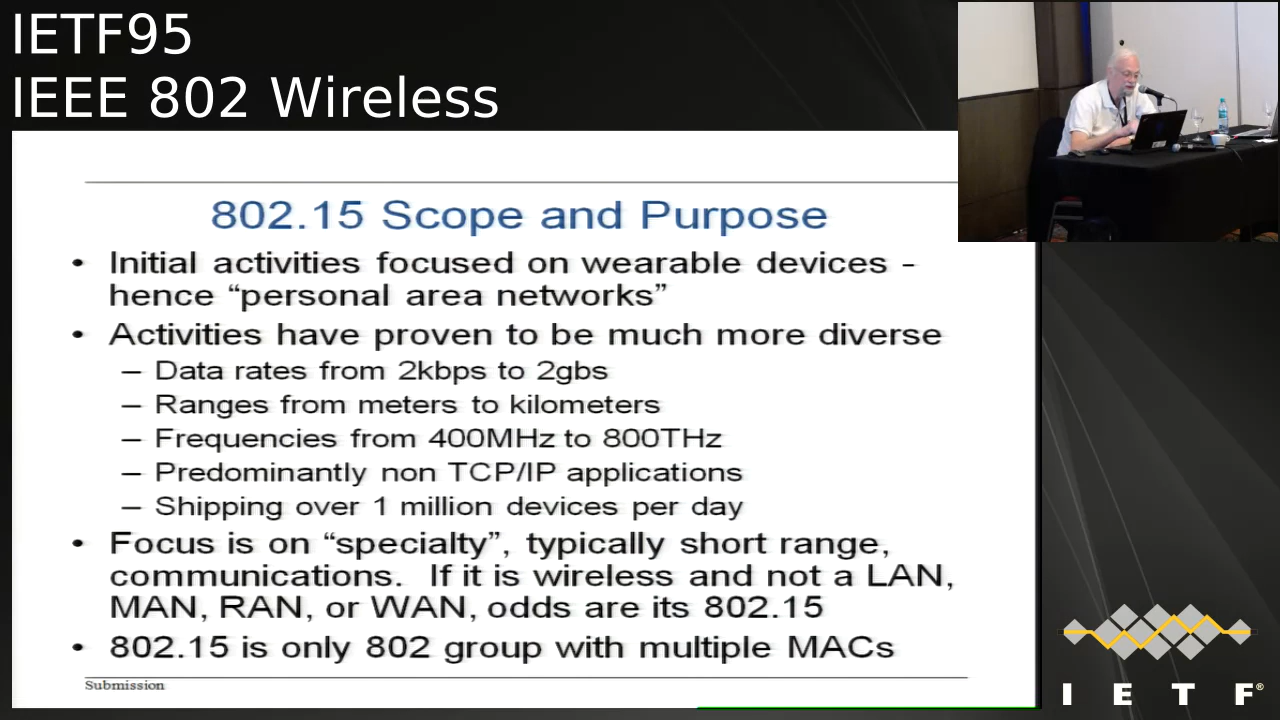 IETF95
IEEE 802 Wireless
802.15 Scope and Purpose
• Initial activities focused on wearable devices -
hence “personal area networks”
• Activities have proven to be much more diverse
– Data rates from 2kbps to 2gbs
– Ranges from meters to kilometers
– Frequencies from 400MHz to 800THz
– Predominantly non TCP/IP applications
– Shipping over 1 million devices per day
• Focus is on “specialty”, typically short range,
communications.  If it is wireless and not a LAN,
MAN, RAN, or WAN, odds are its 802.15
• 802.15 is only 802 group with multiple MACs
Submission
I E T F®